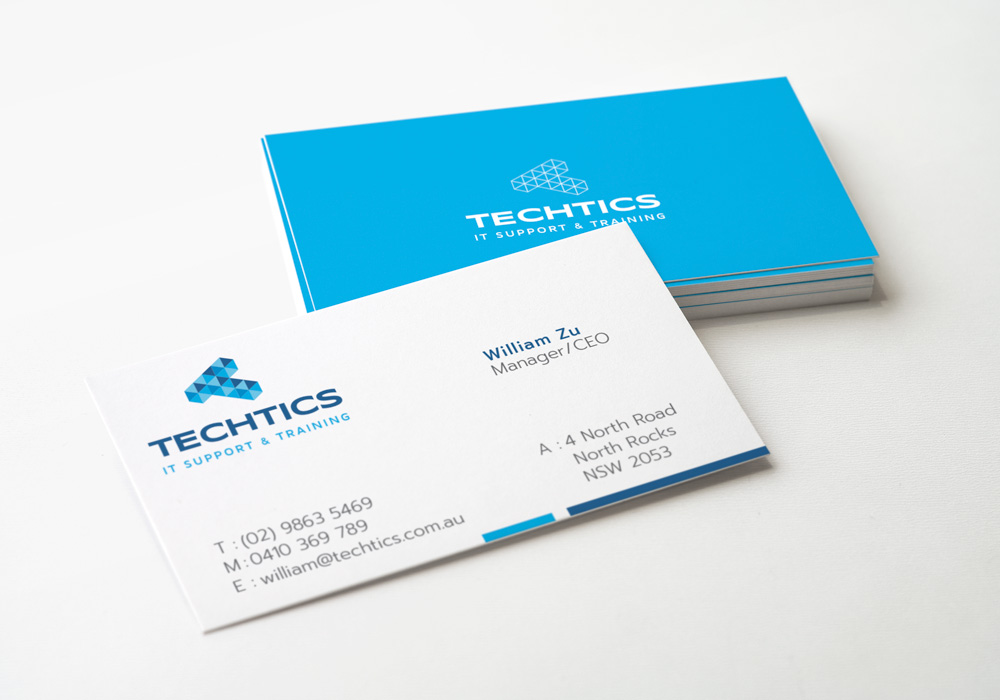 TECHTICS
IT SUPPORT & TRAINING
TECHTICS
IT SUPPORT & TRAINING
William Zu
Manager/CEO
A : 4 North Road
North Rocks
NSW 2053
T : (02) 9863 5469
M : 0410 369 789
E : william@techtics.com.au